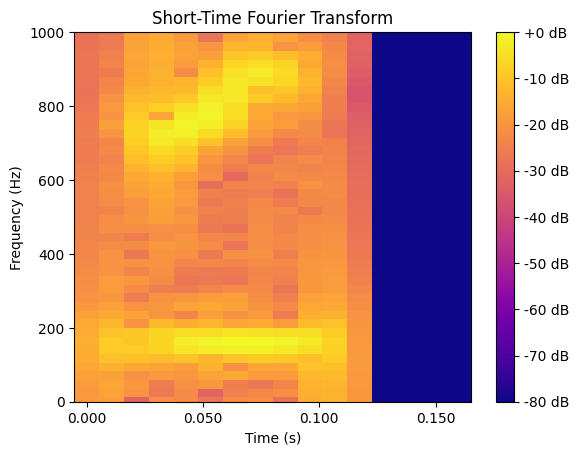 Short-Time Fourier Transform
1000
800
600
400
200
0
Frequency (Hz)
0.000
0.050
0.100
0.150
Time (s)
+0 dB
-10 dB
-20 dB
-30 dB
-40 dB
-50 dB
-60 dB
-70 dB
-80 dB